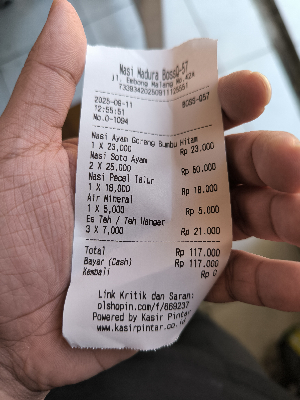 Nasi Madura BossQ-57
jl. Embong Malang No.42A
2025-08-11
BOSS-Q57
12:55:51
No.0-1094
Nasi Ayam Goreng Bumbu Hitam
1 X 23,000 Rp 23.000
Nasi Soto Ayam
2 X 25,000 Rp 50.000
Nasi Pecel Telur
1 X 18,000 Rp 18.000
Air Mineral
1 X 5,000 Rp 5.000
Es Teh / Teh Hangat
3 X 7,000 Rp 21.000
Total Rp 117.000
Bayar (Cash) Rp 117.000
Kembali Rp 0
Link Kritik dan Saran:
olshopin.com/f/869237
Powered by Kasir Pintar
www.kasirpintar.co.id